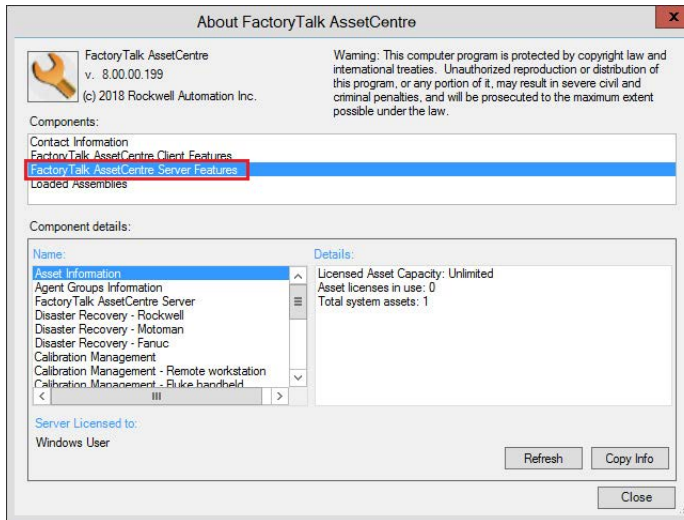 About FactoryTalk AssetCentre
x
FactoryTalk AssetCentre
v. 8.00.00.199
(c) 2018 Rockwell Automation Inc.
Warning: This computer program is protected by copyright law and
international treaties. Unauthorized reproduction or distribution of
this program, or any portion of it, may result in severe civil and
criminal penalties, and will be prosecuted to the maximum extent
possible under the law.
Components:
Contact Information
FactoryTalk AssetCentre Client Features
FactoryTalk AssetCentre Server Features
Loaded Assemblies
Component details:
Name:
Asset Information
Agent Groups Information
FactoryTalk AssetCentre Server
Disaster Recovery - Rockwell
Disaster Recovery - Motoman
Disaster Recovery - Fanuc
Calibration Management
Calibration Management - Remote workstation
Calibration Management - Fluke handheld
Details:
Licensed Asset Capacity: Unlimited
Asset licenses in use: 0
Total system assets: 1
Server Licensed to:
Windows User
Refresh
Copy Info
Close